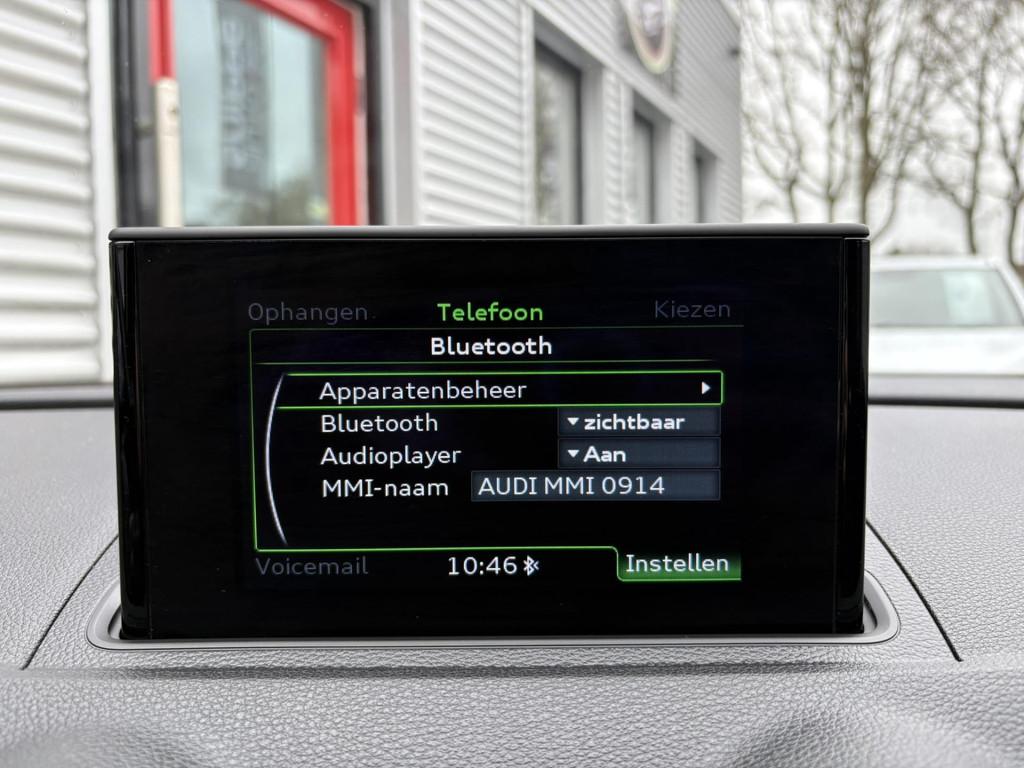 Ophangen Telefoon Kiezen
Bluetooth
Apparatenbeheer
Bluetooth zichtbaar
Audioplayer Aan
MMI-naam AUDI MMI 0914
Voicemail 10:46 Instellen